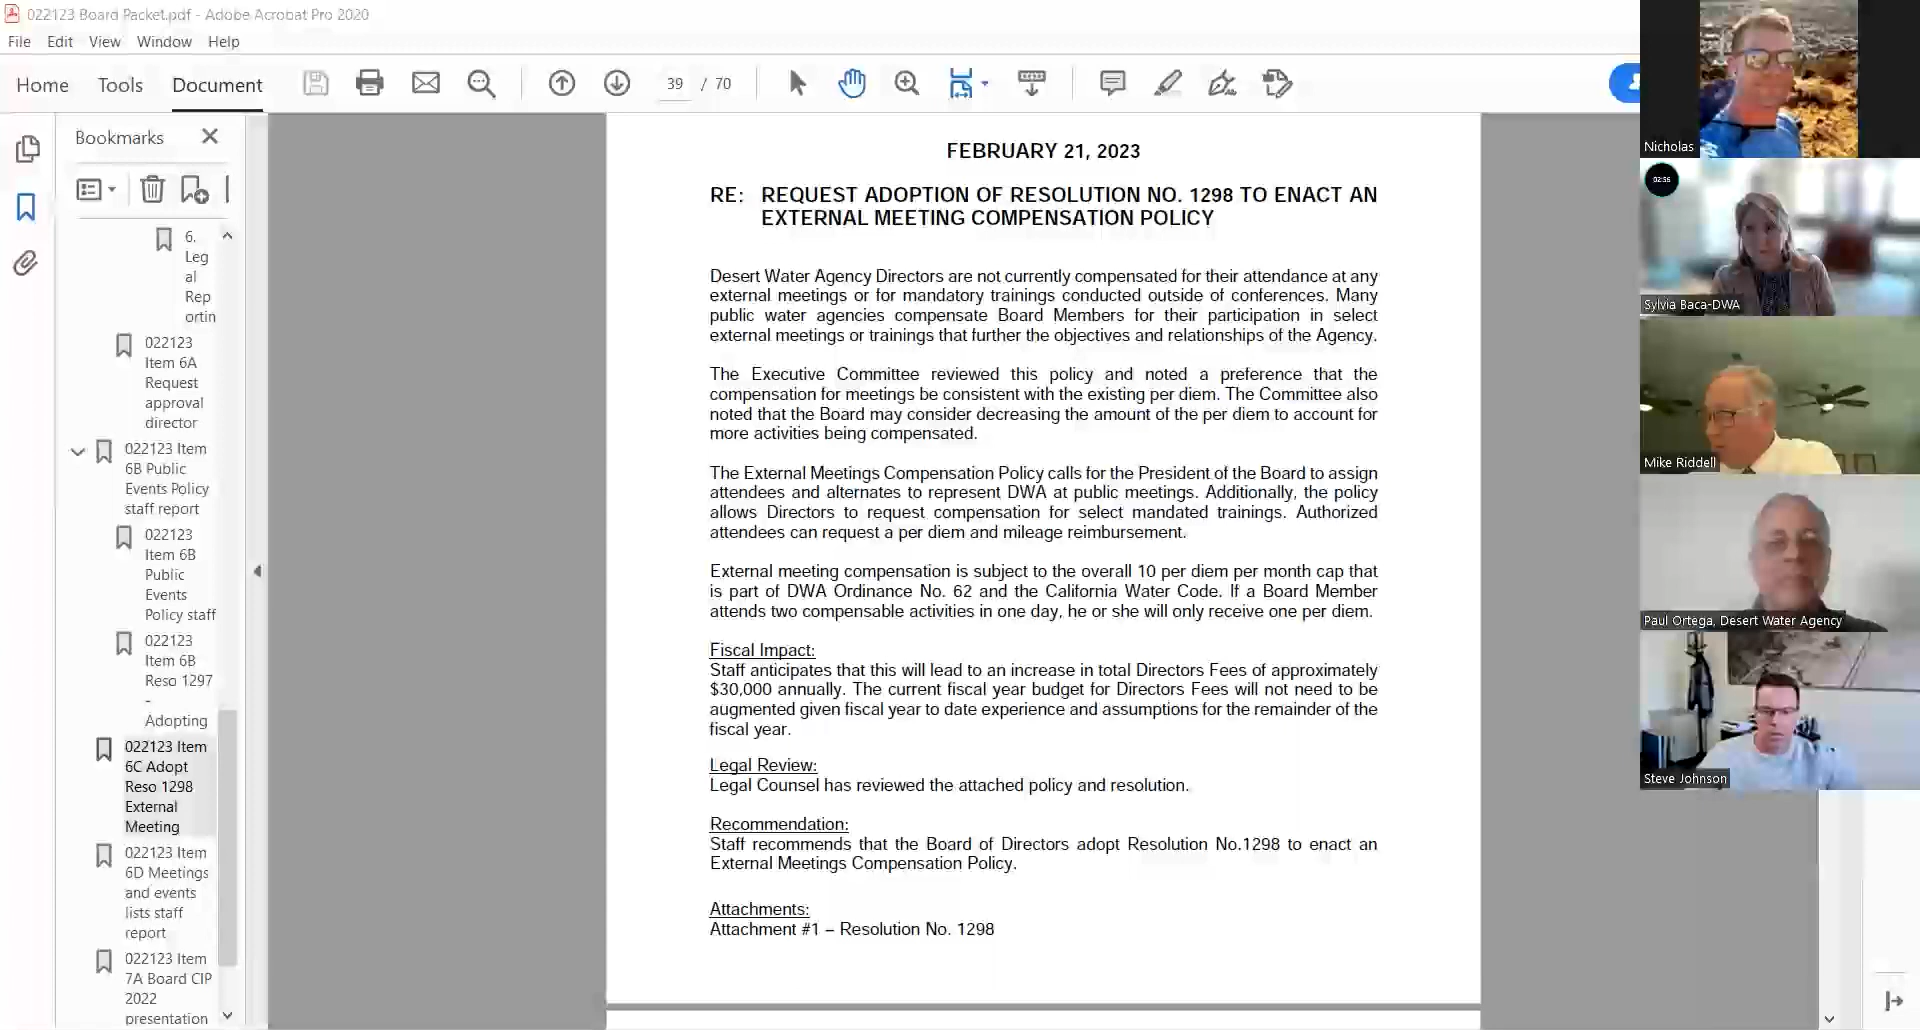 022123 Board Packet.pdf - Adobe Acrobat Pro 2020
File Edit View Window Help
Home Tools Document 39 / 70
Bookmarks
6.
Leg
al
Rep
ortin
022123
Item 6A
Request
approval
director
022123 Item
6B Public
Events Policy
staff report
022123
Item 6B
Public
Events
Policy staff
022123
Item 6B
Reso 1297
-
Adopting
022123 Item
6C Adopt
Reso 1298
External
Meeting
022123 Item
6D Meetings
and events
lists staff
report
022123 Item
7A Board CIP
2022
presentation
FEBRUARY 21, 2023
RE: REQUEST ADOPTION OF RESOLUTION NO. 1298 TO ENACT AN
EXTERNAL MEETING COMPENSATION POLICY
Desert Water Agency Directors are not currently compensated for their attendance at any
external meetings or for mandatory trainings conducted outside of conferences. Many
public water agencies compensate Board Members for their participation in select
external meetings or trainings that further the objectives and relationships of the Agency.
The Executive Committee reviewed this policy and noted a preference that the
compensation for meetings be consistent with the existing per diem. The Committee also
noted that the Board may consider decreasing the amount of the per diem to account for
more activities being compensated.
The External Meetings Compensation Policy calls for the President of the Board to assign
attendees and alternates to represent DWA at public meetings. Additionally, the policy
allows Directors to request compensation for select mandated trainings. Authorized
attendees can request a per diem and mileage reimbursement.
External meeting compensation is subject to the overall 10 per diem per month cap that
is part of DWA Ordinance No. 62 and the California Water Code. If a Board Member
attends two compensable activities in one day, he or she will only receive one per diem.
Fiscal Impact:
Staff anticipates that this will lead to an increase in total Directors Fees of approximately
$30,000 annually. The current fiscal year budget for Directors Fees will not need to be
augmented given fiscal year to date experience and assumptions for the remainder of the
fiscal year.
Legal Review:
Legal Counsel has reviewed the attached policy and resolution.
Recommendation:
Staff recommends that the Board of Directors adopt Resolution No.1298 to enact an
External Meetings Compensation Policy.
Attachments:
Attachment #1 – Resolution No. 1298
Nicholas
02:56
Sylvia Baca-DWA
Mike Riddell
Paul Ortega, Desert Water Agency
Steve Johnson